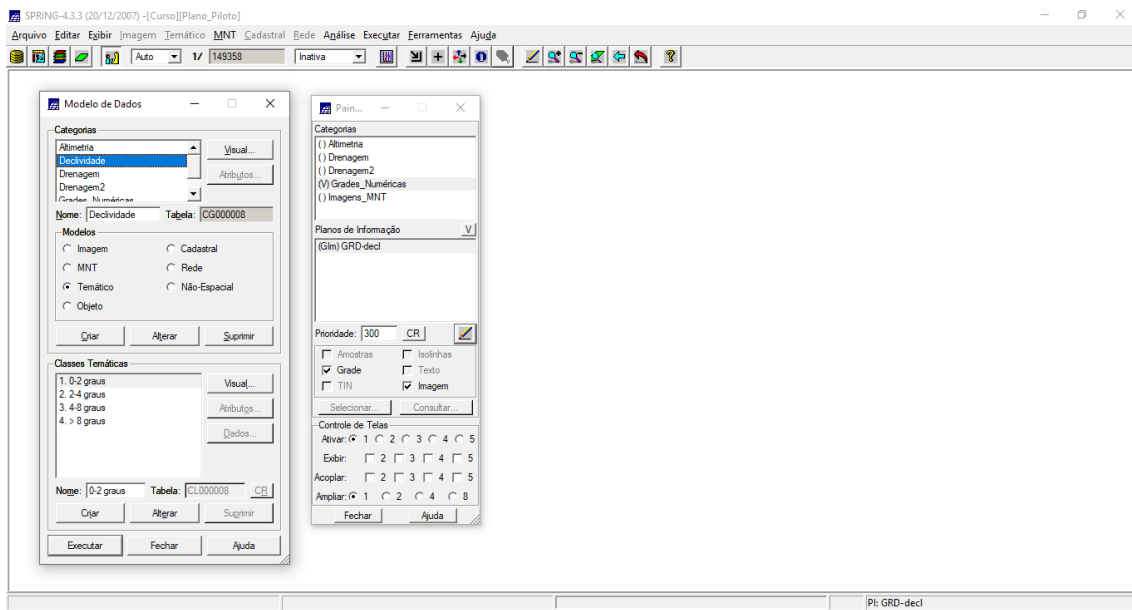 SPRING-4.3.3 (20/12/2007) -[Curso][Plano_Piloto]
Arquivo Editar Exibir Imagem Temático MNT Cadastral Rede Análise Executar Ferramentas Ajuda
Auto 1/ 149358 Inativa
Modelo de Dados
Categorias
Altimetria
Declividade
Drenagem
Drenagem2
Grades_Numéricas
Visual...
Atributos...
Nome: Declividade Tabela: CG000008
Modelos
Imagem Cadastral
MNT Rede
Temático Não-Espacial
Objeto
Criar Alterar Suprimir
Classes Temáticas
1. 0-2 graus
2. 2-4 graus
3. 4-8 graus
4. > 8 graus
Visual...
Atributos...
Dados...
Nome: 0-2 graus Tabela: CL000008 CR
Criar Alterar Suprimir
Executar Fechar Ajuda
Pain...
Categorias
( ) Altimetria
( ) Drenagem
( ) Drenagem2
(V) Grades_Numéricas
( ) Imagens_MNT
Planos de Informação V
(GIm) GRD-decl
Prioridade: 300 CR
Amostras Isolinhas
Grade Texto
TIN Imagem
Selecionar... Consultar...
Controle de Telas
Ativar: 1 2 3 4 5
Exibir: 2 3 4 5
Acoplar: 2 3 4 5
Ampliar: 1 2 4 8
Fechar Ajuda
PI: GRD-decl